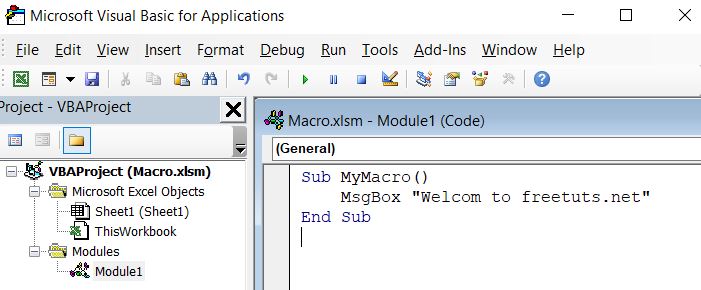 Microsoft Visual Basic for Applications
File Edit View Insert Format Debug Run Tools Add-Ins Window Help
Project - VBAProject
VBAProject (Macro.xlsm)
Microsoft Excel Objects
Sheet1 (Sheet1)
ThisWorkbook
Modules
Module1
Macro.xlsm - Module1 (Code)
(General)
Sub MyMacro()
MsgBox "Welcom to freetuts.net"
End Sub